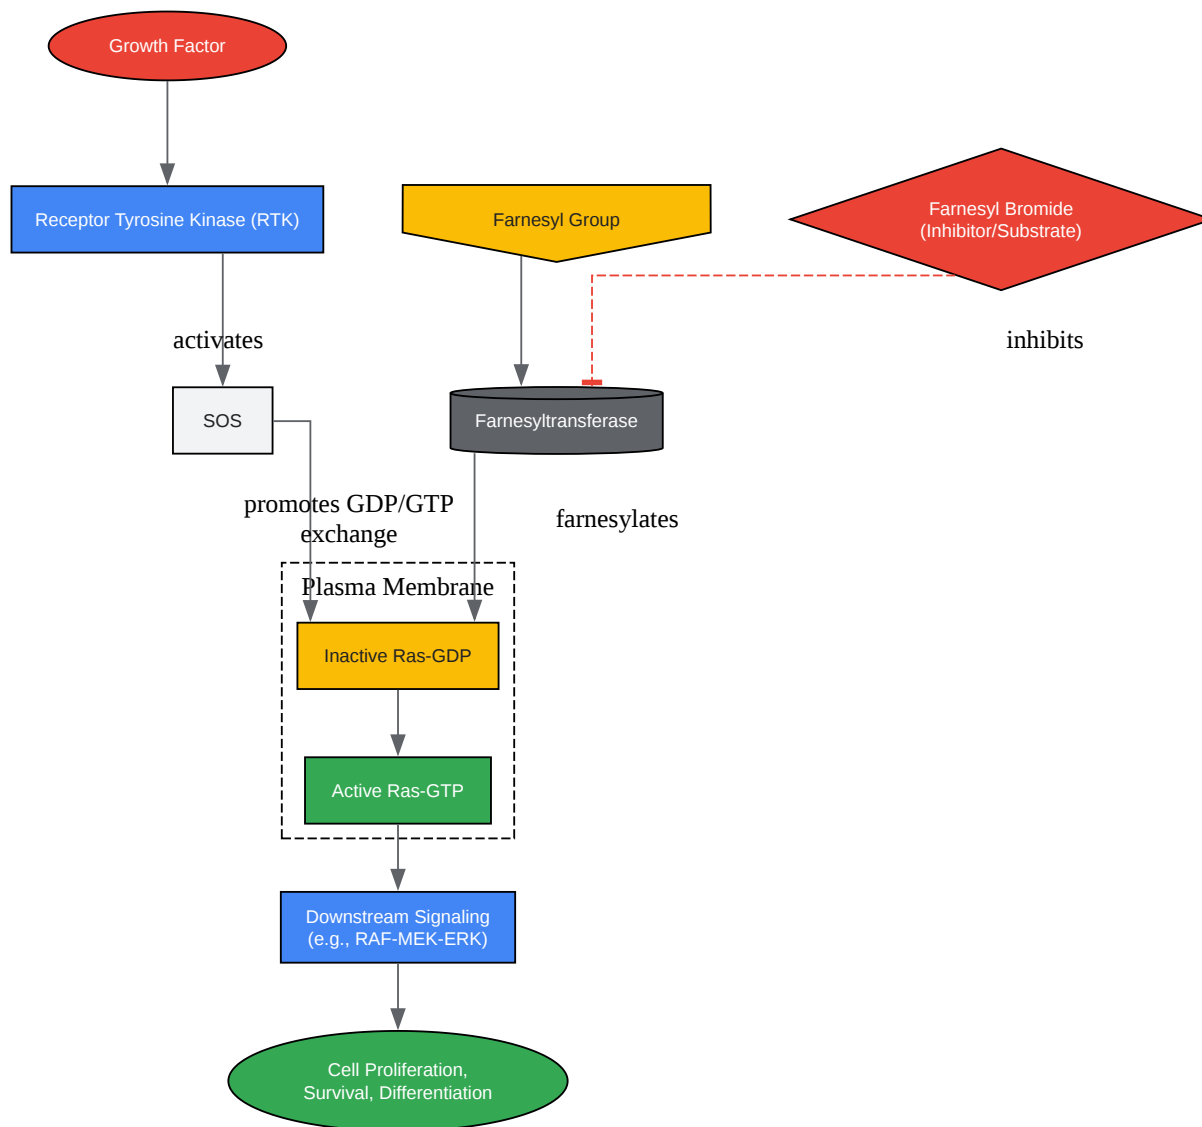 Growth Factor
Receptor Tyrosine Kinase (RTK)
Farnesyl Group
Farnesyl Bromide
(Inhibitor/Substrate)
activates
inhibits
SOS
Farnesyltransferase
promotes GDP/GTP
exchange
farnesylates
Plasma Membrane
Inactive Ras-GDP
Active Ras-GTP
Downstream Signaling
(e.g., RAF-MEK-ERK)
Cell Proliferation,
Survival, Differentiation